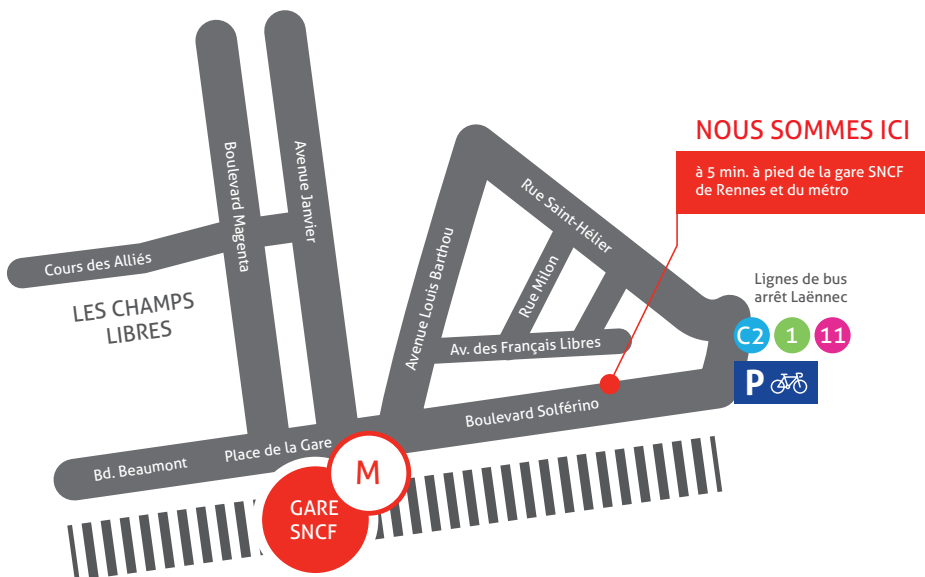 NOUS SOMMES ICI
à 5 min. à pied de la gare SNCF
de Rennes et du métro
Boulevard Magenta
Avenue Janvier
Rue Saint-Hélier
Cours des Alliés
Avenue Louis Barthou
Rue Milon
Lignes de bus
arrêt Laënnec
LES CHAMPS
LIBRES
C2 1 11
Av. des Français Libres
P
Boulevard Solférino
Place de la Gare
Bd. Beaumont
M
GARE
SNCF